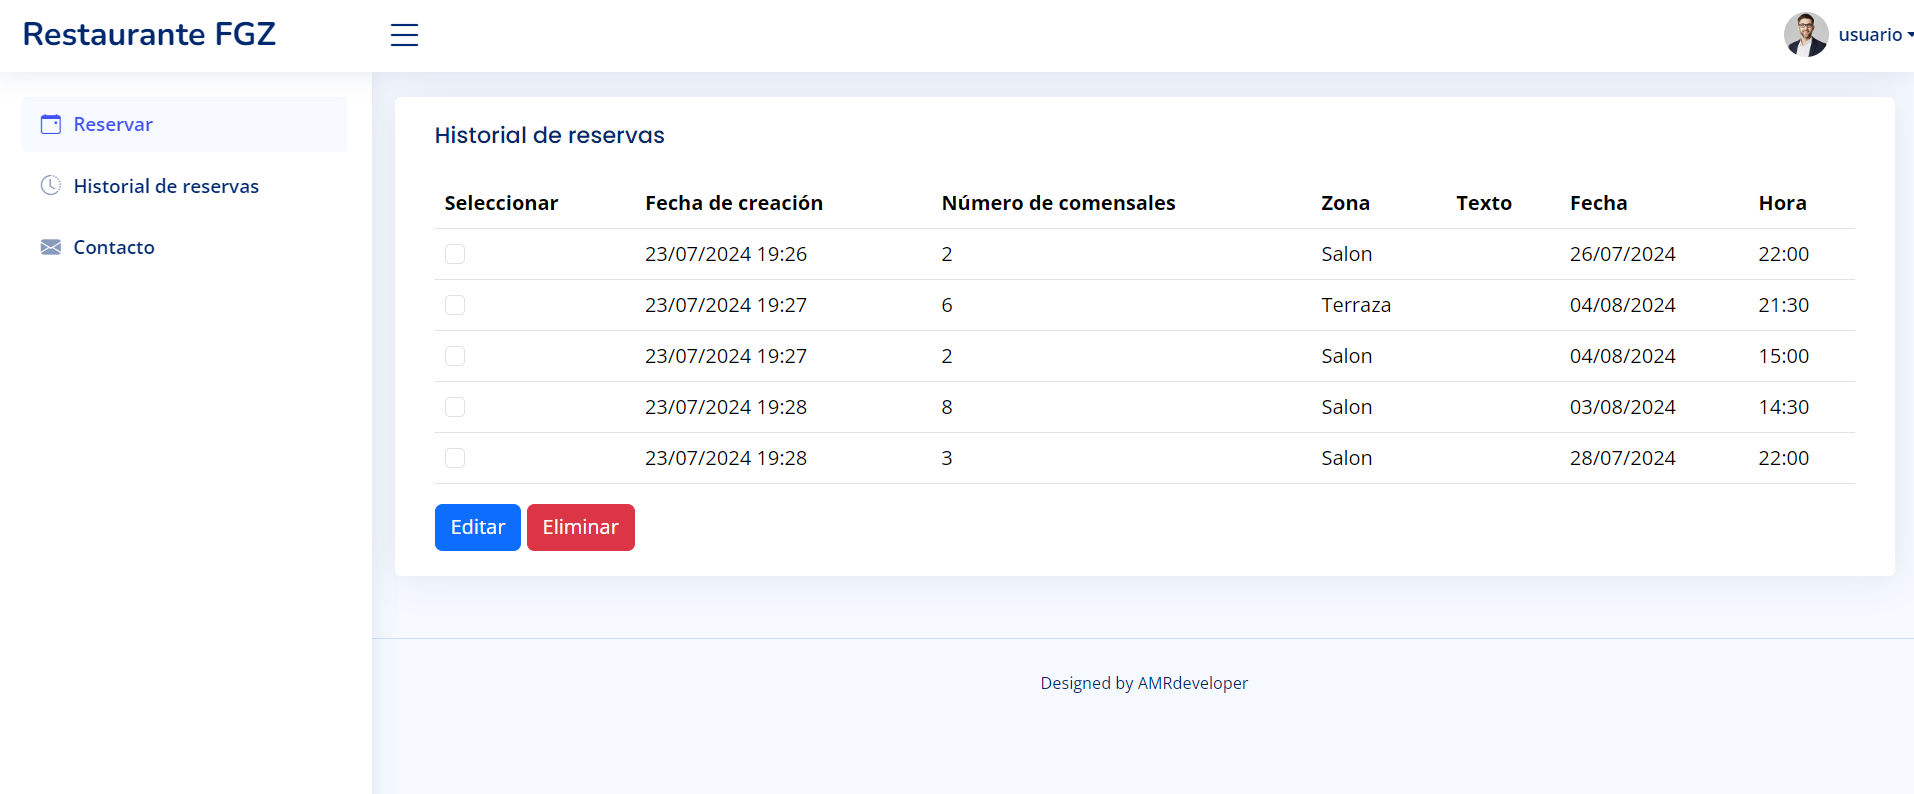 Restaurante FGZ
usuario
Reservar
Historial de reservas
Contacto
Historial de reservas
Seleccionar Fecha de creación Número de comensales Zona Texto Fecha Hora
23/07/2024 19:26 2 Salon 26/07/2024 22:00
23/07/2024 19:27 6 Terraza 04/08/2024 21:30
23/07/2024 19:27 2 Salon 04/08/2024 15:00
23/07/2024 19:28 8 Salon 03/08/2024 14:30
23/07/2024 19:28 3 Salon 28/07/2024 22:00
Editar Eliminar
Designed by AMRdeveloper